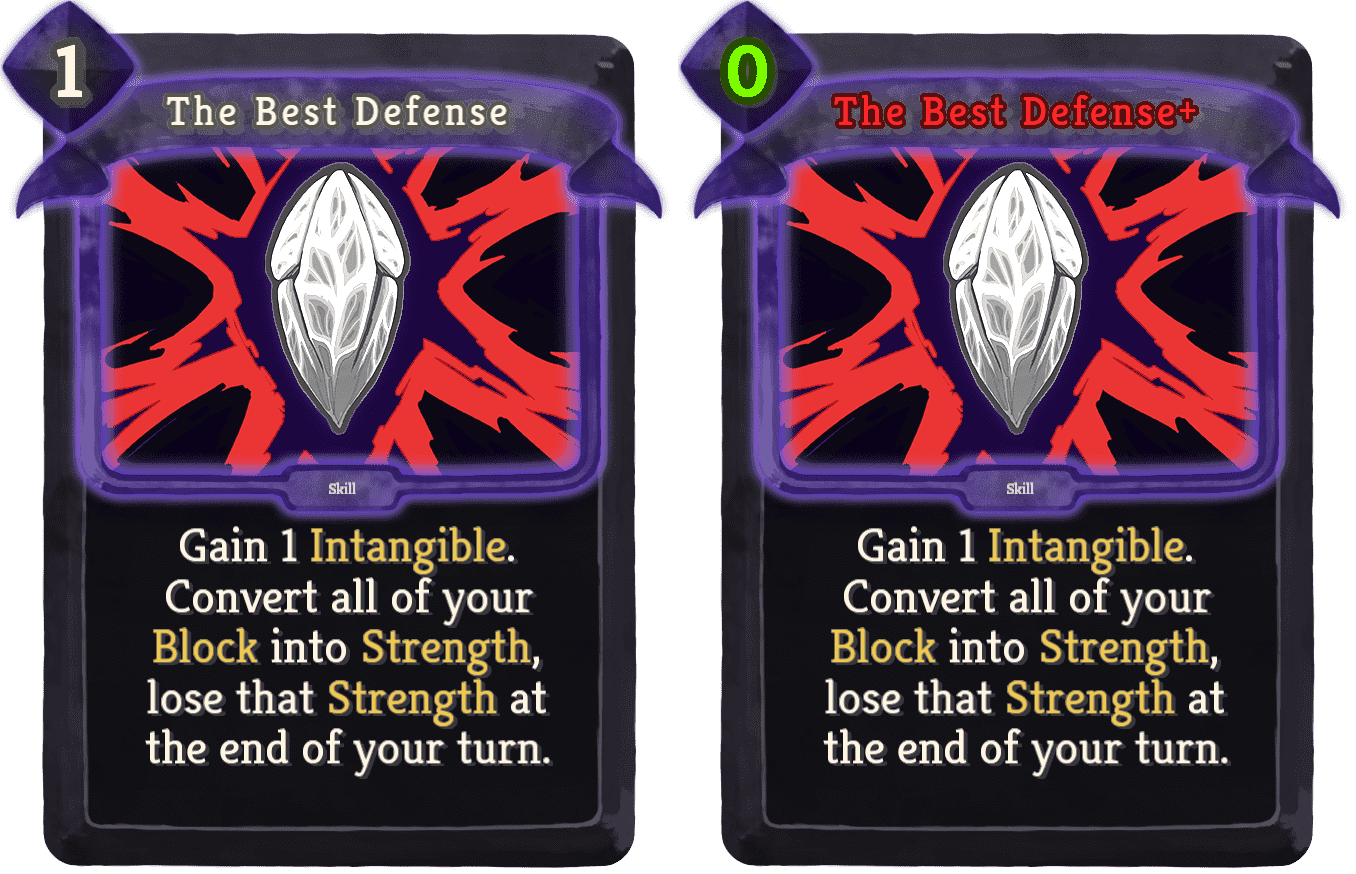 1
The Best Defense
Skill
Gain 1 Intangible.
Convert all of your
Block into Strength,
lose that Strength at
the end of your turn.
0
The Best Defense+
Skill
Gain 1 Intangible.
Convert all of your
Block into Strength,
lose that Strength at
the end of your turn.